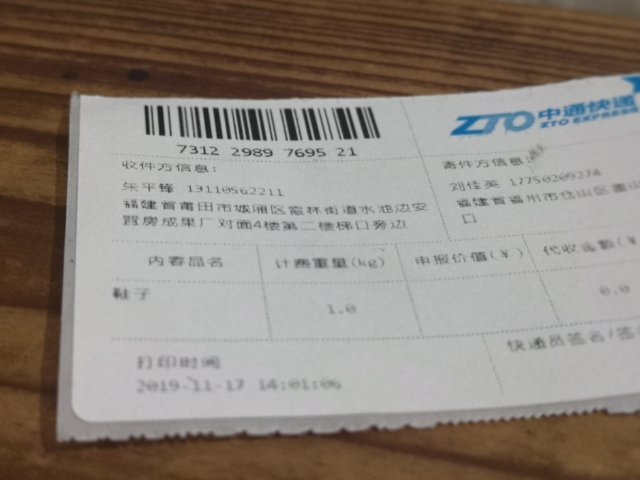 ZTO 中通快递
ZTO EXPRESS
7312 2989 7695 21
收件方信息:
朱平锋 13110562211
福建省莆田市城厢区霞林街道水池边安
置房成果厂对面4楼第二楼梯口旁边
寄件方信息:
刘佳英 17750209274
福建省福州市仓山区
口
内容品名 计费重量(kg) 申报价值(¥) 代收金额(¥)
鞋子 1.0 0.0
打印时间
2019-11-17 14:01:06
快递员签名/签